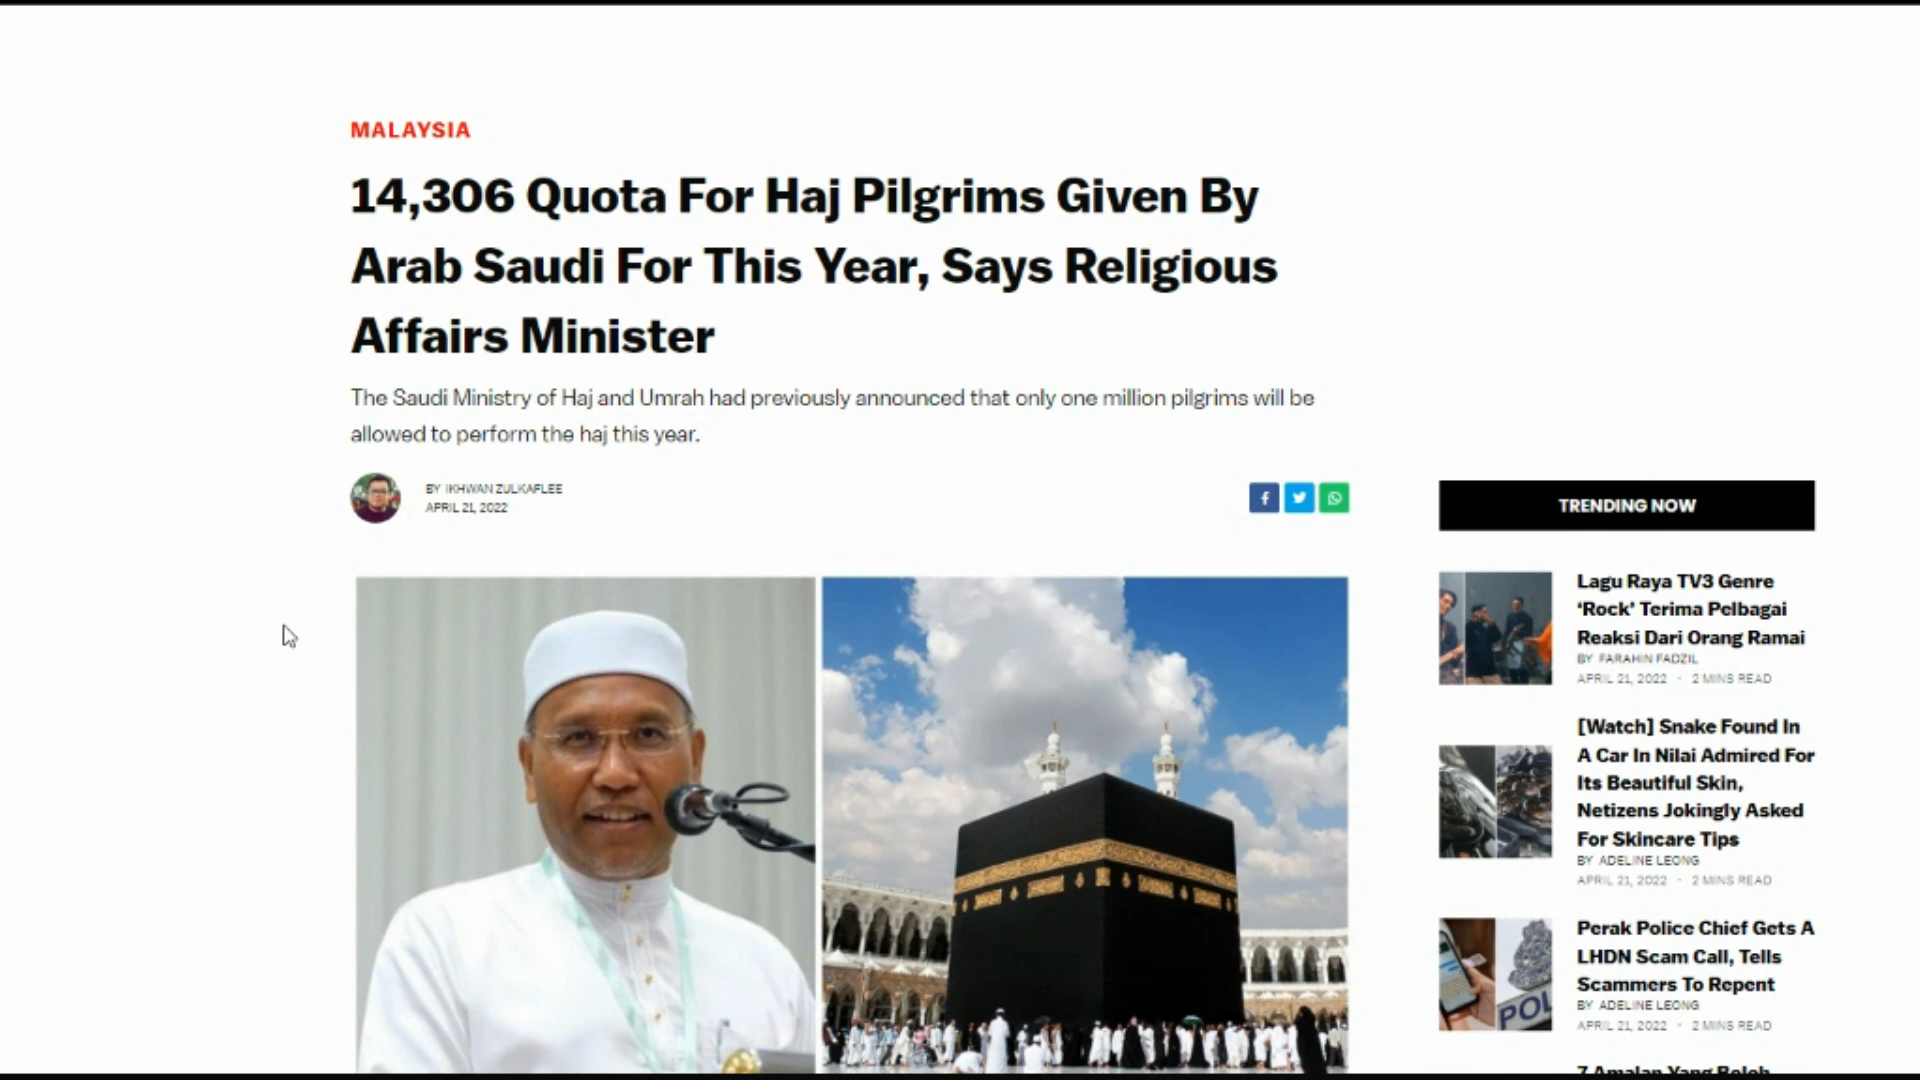 MALAYSIA
14,306 Quota For Haj Pilgrims Given By
Arab Saudi For This Year, Says Religious
Affairs Minister
The Saudi Ministry of Haj and Umrah had previously announced that only one million pilgrims will be
allowed to perform the haj this year.
BY IKHWAN ZULKAFLEE
APRIL 21, 2022
TRENDING NOW
Lagu Raya TV3 Genre
‘Rock’ Terima Pelbagai
Reaksi Dari Orang Ramai
BY FARAHIN FADZIL
APRIL 21, 2022 • 2 MINS READ
[Watch] Snake Found In
A Car In Nilai Admired For
Its Beautiful Skin,
Netizens Jokingly Asked
For Skincare Tips
BY ADELINE LEONG
APRIL 21, 2022 • 2 MINS READ
Perak Police Chief Gets A
LHDN Scam Call, Tells
Scammers To Repent
BY ADELINE LEONG
APRIL 21, 2022 • 2 MINS READ
POL
7 Amalan Yang Boleh